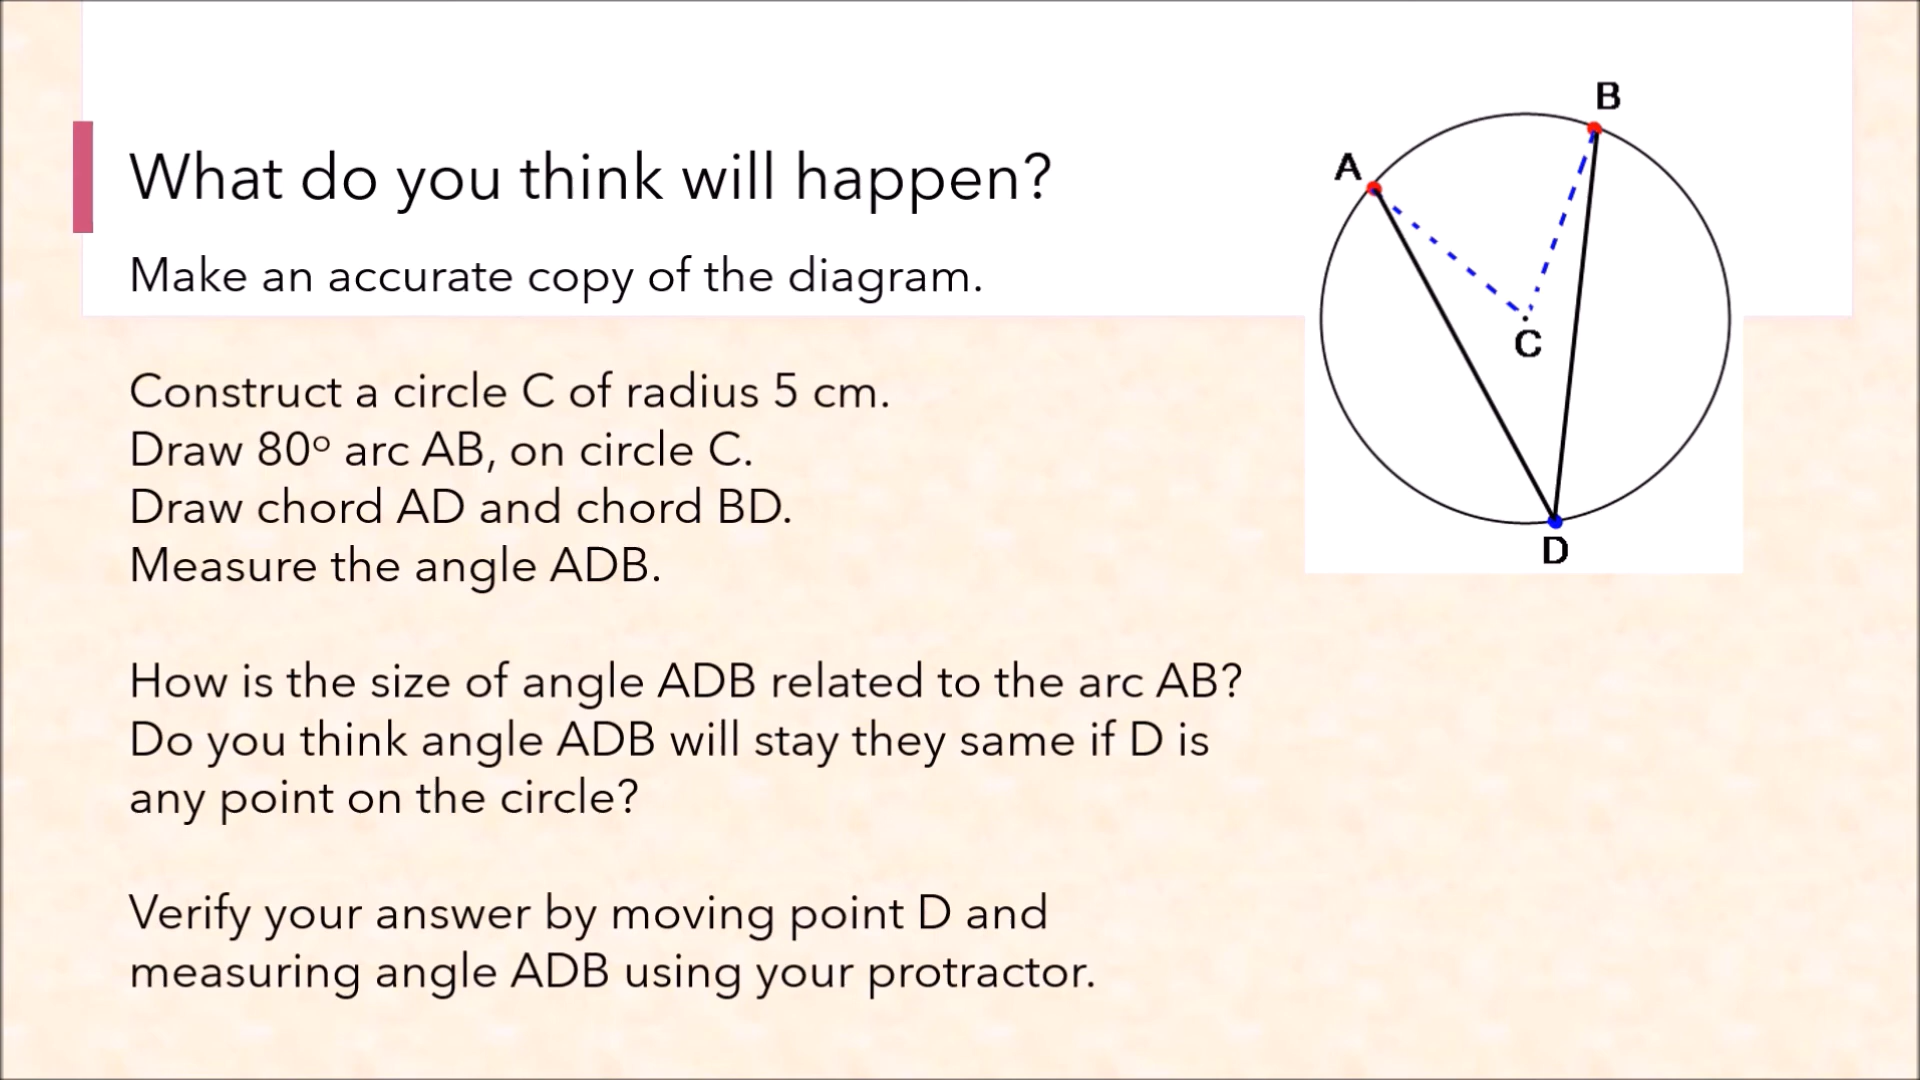 What do you think will happen?
Make an accurate copy of the diagram.
Construct a circle C of radius 5 cm.
Draw 80º arc AB, on circle C.
Draw chord AD and chord BD.
Measure the angle ADB.
How is the size of angle ADB related to the arc AB?
Do you think angle ADB will stay they same if D is
any point on the circle?
Verify your answer by moving point D and
measuring angle ADB using your protractor.
B
A
C
D